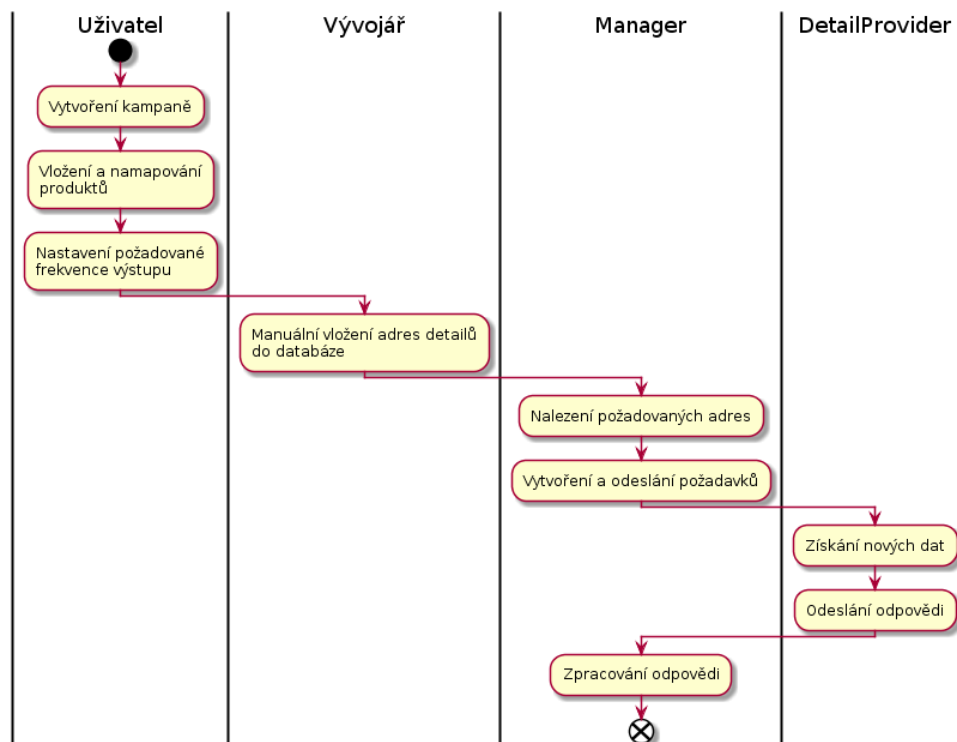 Uživatel
Vývojář
Manager
DetailProvider
Vytvoření kampaně
Vložení a namapování
produktů
Nastavení požadované
frekvence výstupu
Manuální vložení adres detailů
do databáze
Nalezení požadovaných adres
Vytvoření a odeslání požadavků
Získání nových dat
Odeslání odpovědi
Zpracování odpovědi